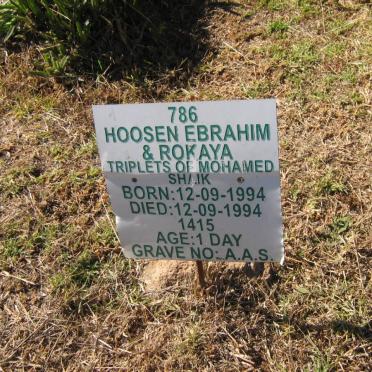 786
HOOSEN EBRAHIM
& ROKAYA
TRIPLETS OF MOHAMED
SHAIK
BORN:12-09-1994
DIED:12-09-1994
1415
AGE:1 DAY
GRAVE NO: A.A.S.